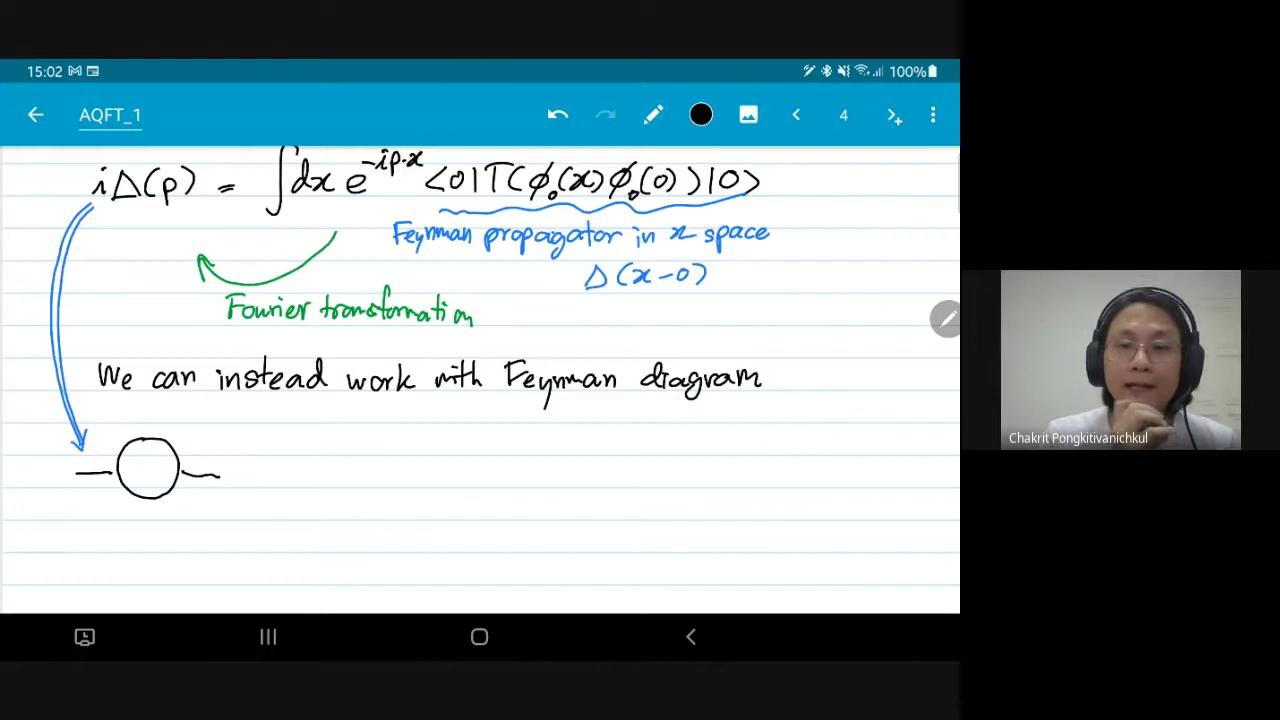 15:02 100%
AQFT_1 4
iΔ(p) = ∫dx e^{-ip·x} <0|T(ϕ₀(x)ϕ₀(0))|0>
Feynman propagator in x space
Δ(x-0)
Fourier transformation
We can instead work with Feynman diagram
Chakrit Pongkitivanichkul